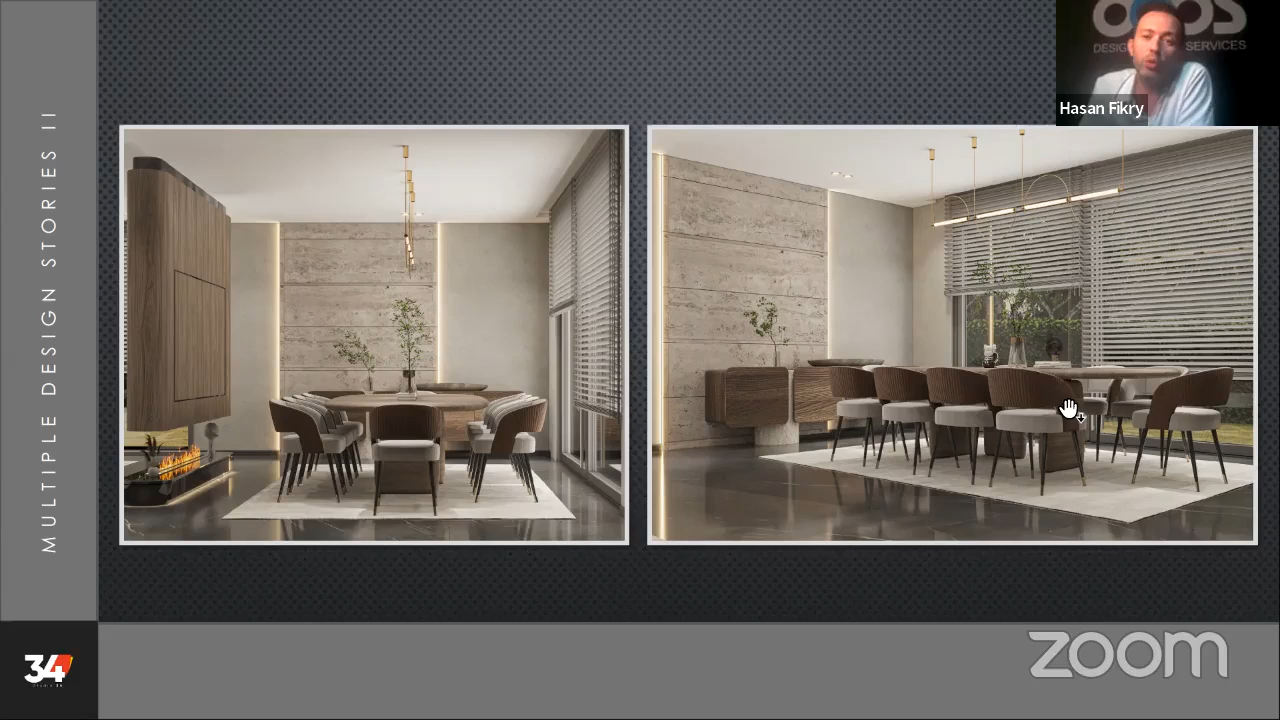 MULTIPLE DESIGN STORIES II
DESIGN SERVICES
Hasan Fikry
34
zoom